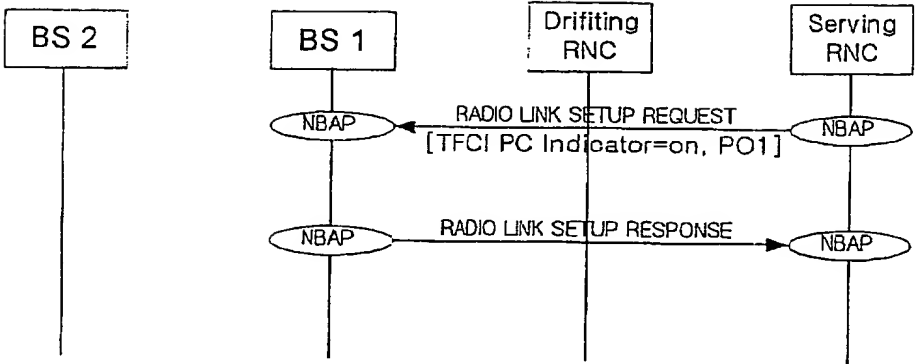 BS 2
BS 1
Drifiting
RNC
Serving
RNC
NBAP
RADIO LINK SETUP REQUEST
NBAP
[TFCI PC Indicator=on, PO1]
NBAP
RADIO LINK SETUP RESPONSE
NBAP